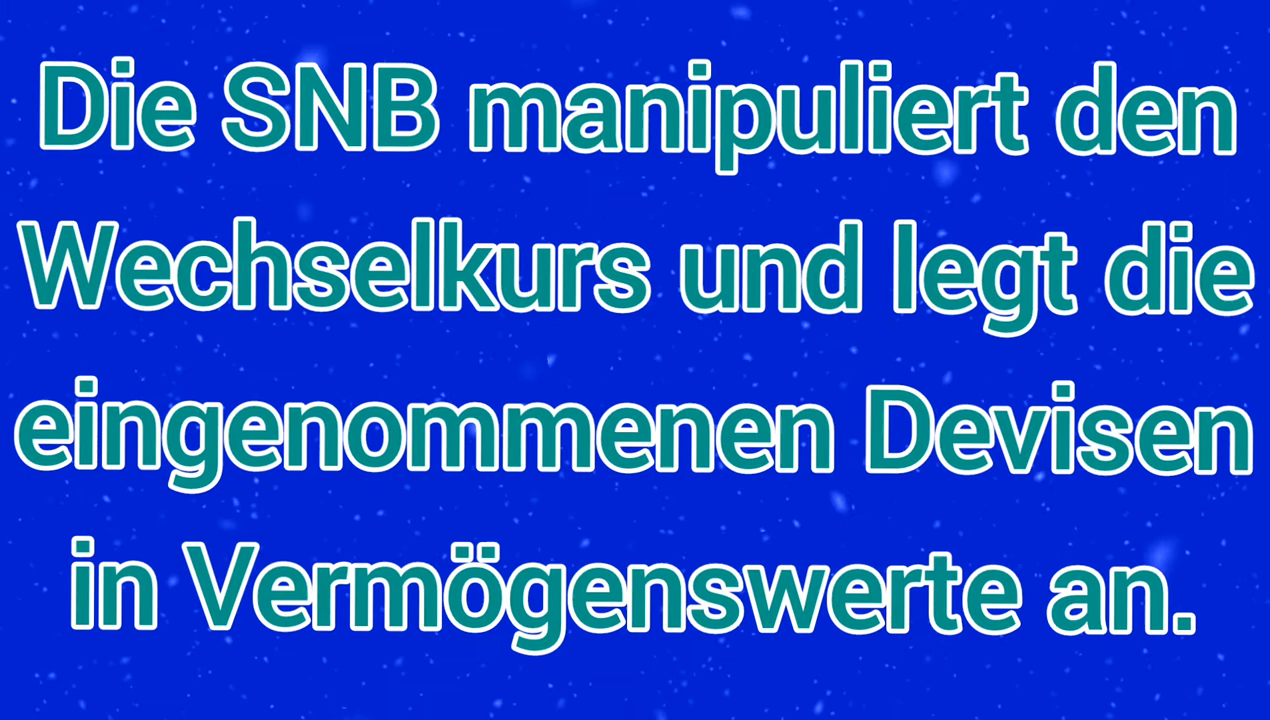 Die SNB manipuliert den
Wechselkurs und legt die
eingenommenen Devisen
in Vermögenswerte an.